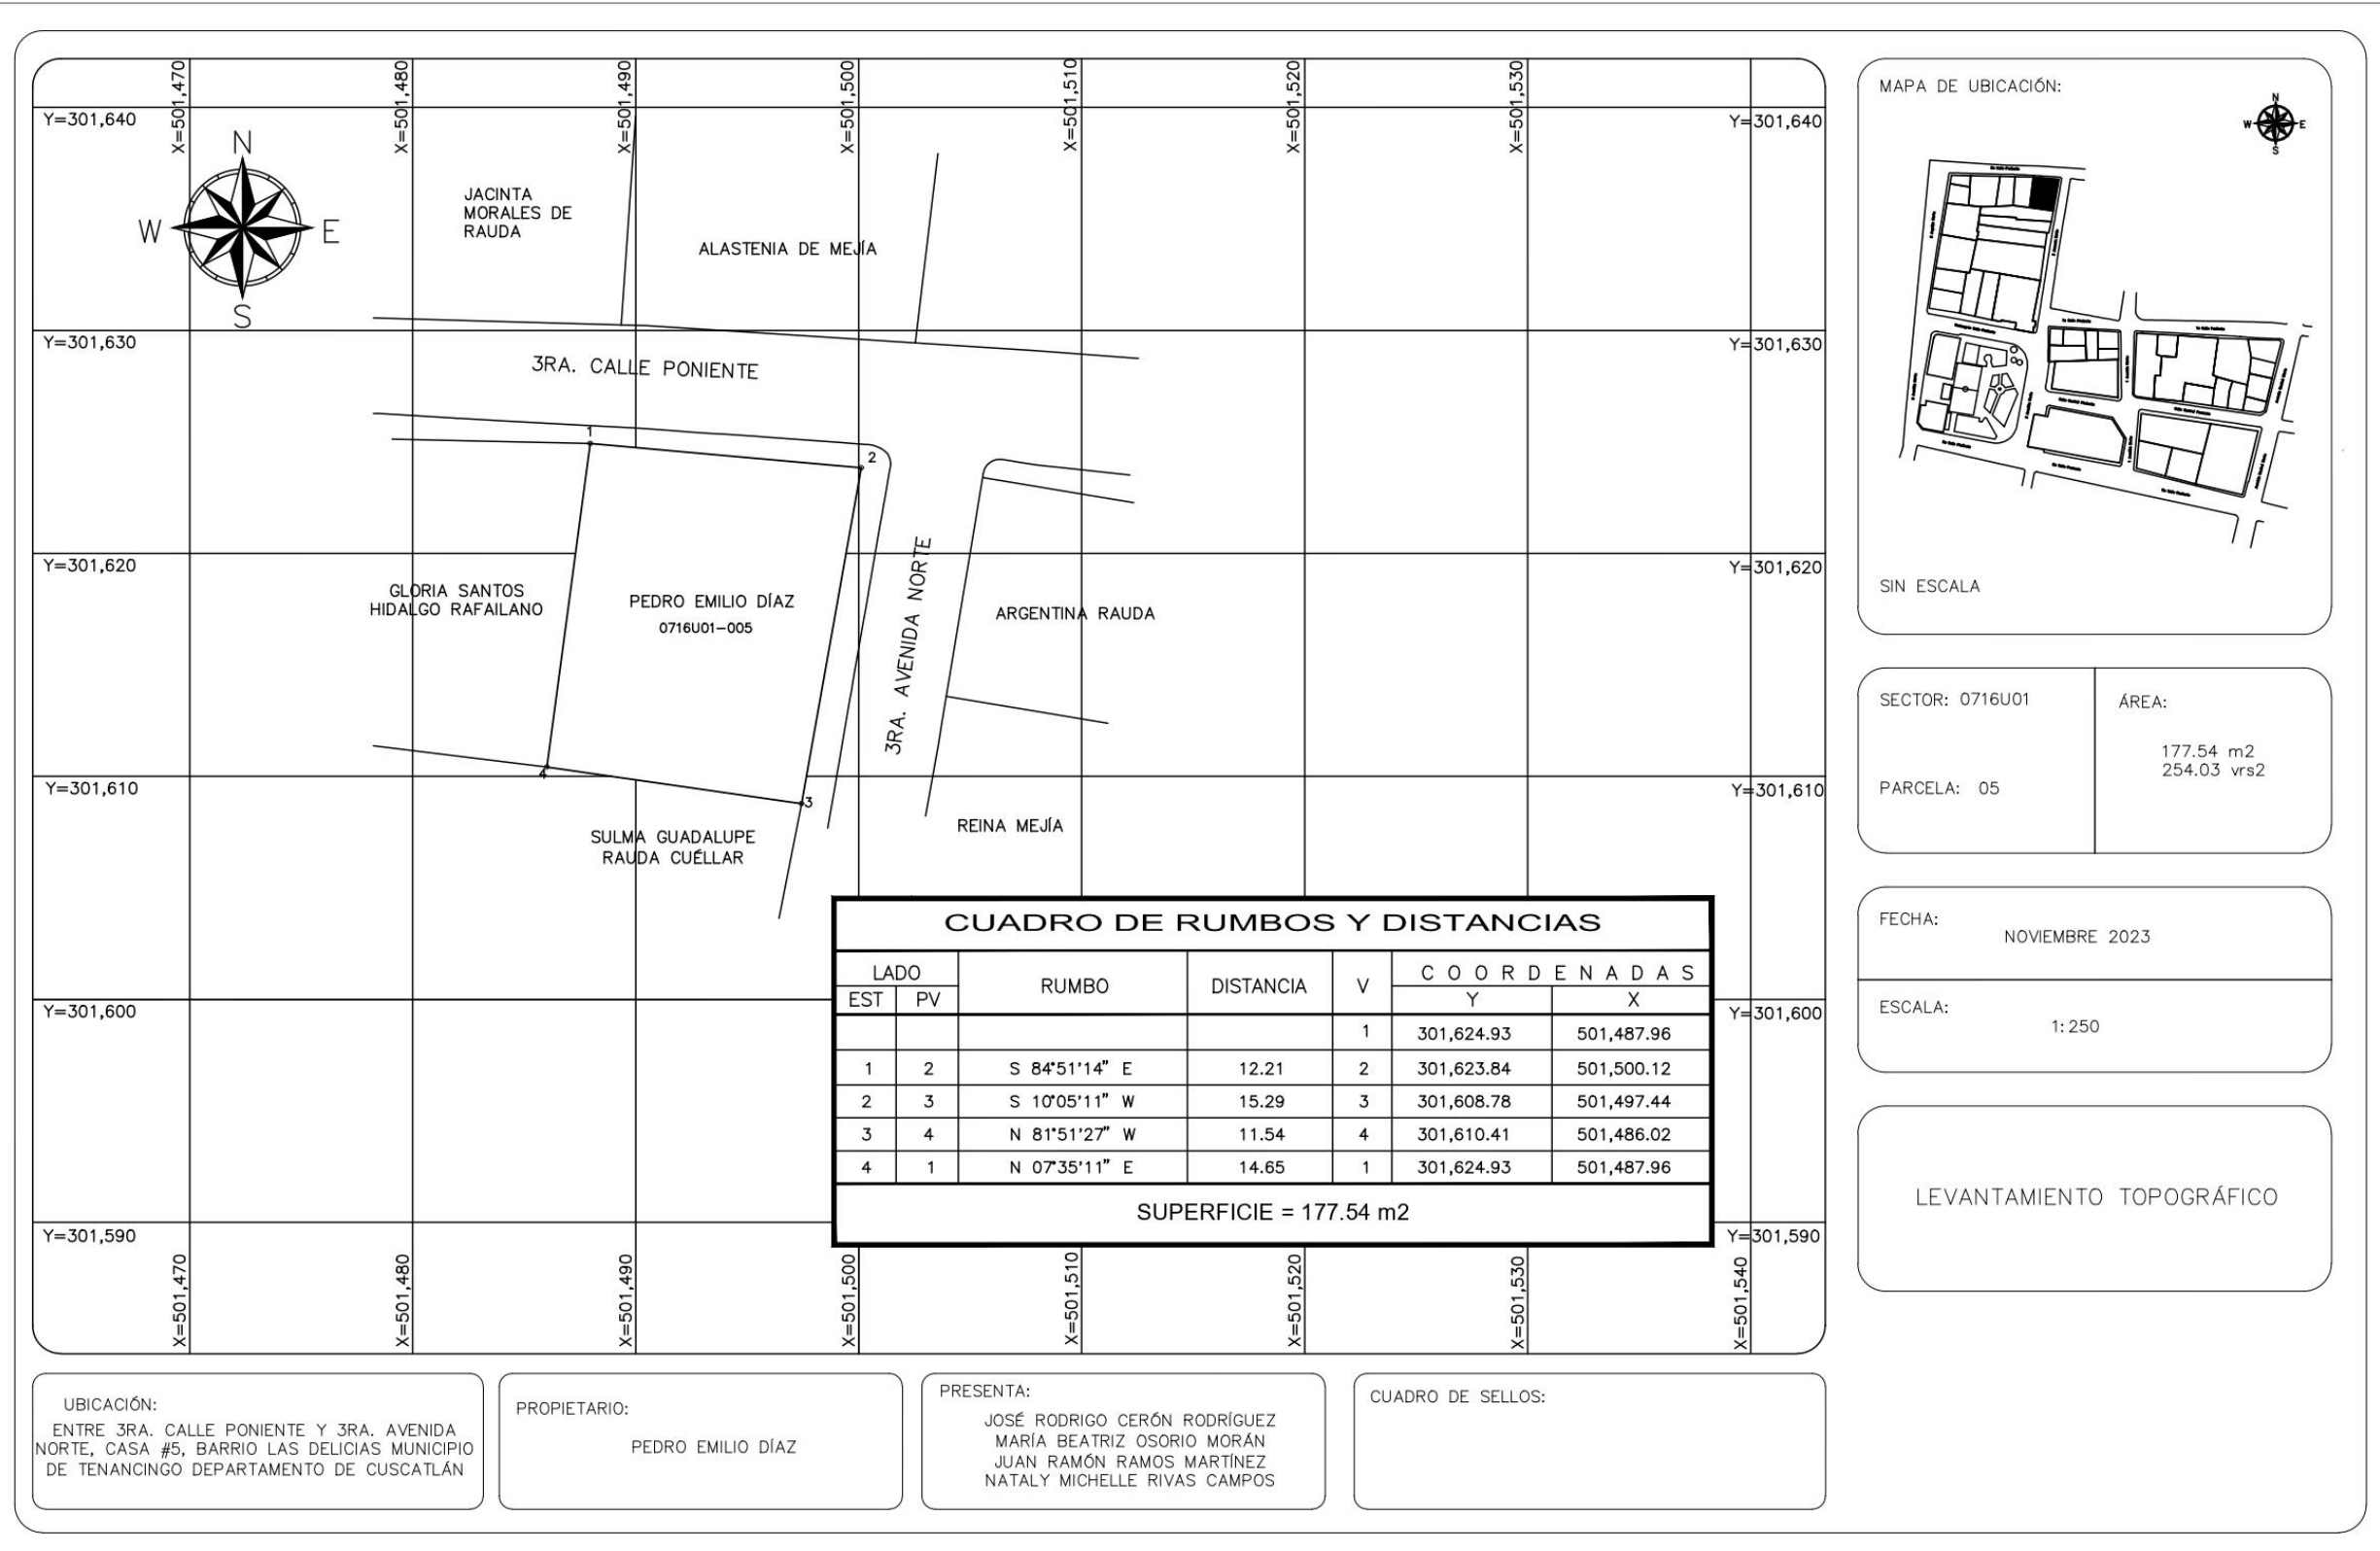 X=501,470
X=501,480
X=501,490
X=501,500
X=501,510
X=501,520
X=501,530
Y=301,640
Y=301,640
N
W
E
S
JACINTA
MORALES DE
RAUDA
ALASTENIA DE MEJÍA
Y=301,630
Y=301,630
3RA. CALLE PONIENTE
1
2
Y=301,620
Y=301,620
GLORIA SANTOS
HIDALGO RAFAILANO
PEDRO EMILIO DÍAZ
0716U01-005
3RA. AVENIDA NORTE
ARGENTINA RAUDA
4
3
Y=301,610
Y=301,610
SULMA GUADALUPE
RAUDA CUÉLLAR
REINA MEJÍA
Y=301,600
Y=301,600
CUADRO DE RUMBOS Y DISTANCIAS
LADO RUMBO DISTANCIA V COORDENADAS
EST PV Y X
1 301,624.93 501,487.96
1 2 S 84°51'14" E 12.21 2 301,623.84 501,500.12
2 3 S 10°05'11" W 15.29 3 301,608.78 501,497.44
3 4 N 81°51'27" W 11.54 4 301,610.41 501,486.02
4 1 N 07°35'11" E 14.65 1 301,624.93 501,487.96
SUPERFICIE = 177.54 m2
Y=301,590
Y=301,590
X=501,470
X=501,480
X=501,490
X=501,500
X=501,510
X=501,520
X=501,530
X=501,540
MAPA DE UBICACIÓN:
N
W
E
S
SIN ESCALA
SECTOR: 0716U01
PARCELA: 05
ÁREA:
177.54 m2
254.03 vrs2
FECHA:
NOVIEMBRE 2023
ESCALA:
1:250
LEVANTAMIENTO TOPOGRÁFICO
UBICACIÓN:
ENTRE 3RA. CALLE PONIENTE Y 3RA. AVENIDA
NORTE, CASA #5, BARRIO LAS DELICIAS MUNICIPIO
DE TENANCINGO DEPARTAMENTO DE CUSCATLÁN
PROPIETARIO:
PEDRO EMILIO DÍAZ
PRESENTA:
JOSÉ RODRIGO CERÓN RODRÍGUEZ
MARÍA BEATRIZ OSORIO MORÁN
JUAN RAMÓN RAMOS MARTÍNEZ
NATALY MICHELLE RIVAS CAMPOS
CUADRO DE SELLOS: